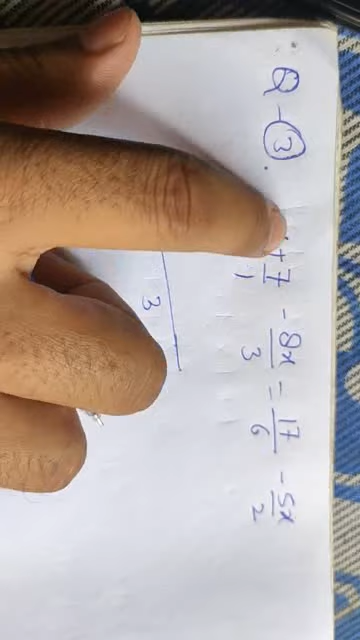 Q-3.
+ 7/1 - 8x/3 = 17/6 - 5x/2
3